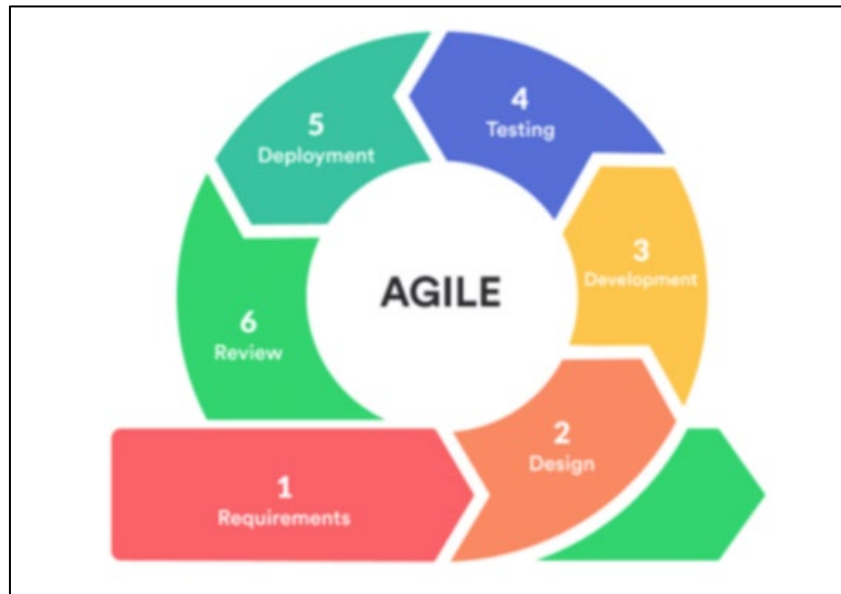 AGILE
1
Requirements
2
Design
3
Development
4
Testing
5
Deployment
6
Review